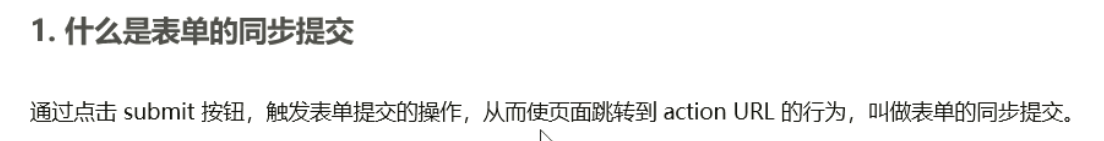 1. 什么是表单的同步提交
通过点击 submit 按钮，触发表单提交的操作，从而使页面跳转到 action URL 的行为，叫做表单的同步提交。